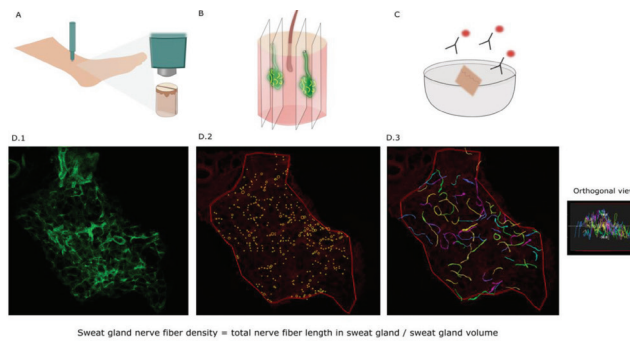 A
B
C
D.1
D.2
D.3
Orthogonal view
Sweat gland nerve fiber density = total nerve fiber length in sweat gland / sweat gland volume